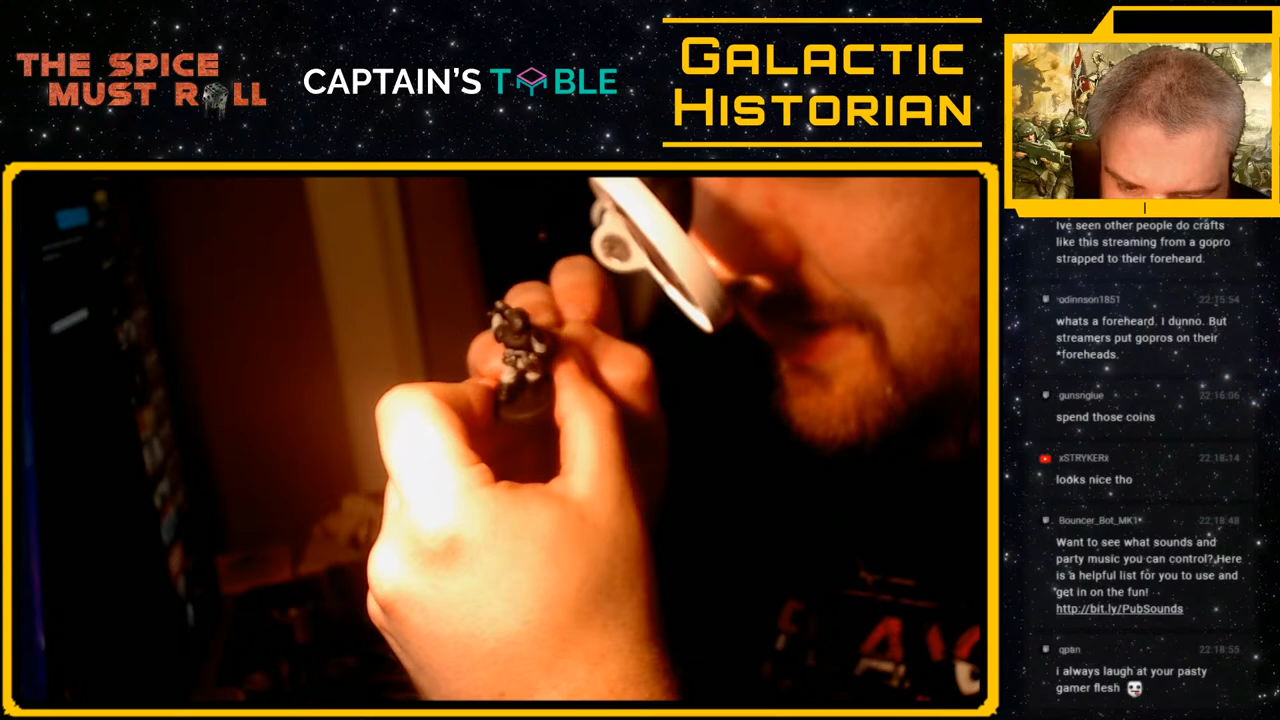 THE SPICE
MUST ROLL
CAPTAIN'S TABLE
GALACTIC
HISTORIAN
Ive seen other people do crafts
like this streaming from a gopro
strapped to their foreheard.
odinnson1851 22:15:54
whats a foreheard. I dunno. But
streamers put gopros on their
*foreheads.
gunsnglue 22:16:06
spend those coins
xSTRYKERx 22:18:14
looks nice tho
Bouncer_Bot_MK1 22:18:48
Want to see what sounds and
party music you can control? Here
is a helpful list for you to use and
get in on the fun!
http://bit.ly/PubSounds
qptn 22:18:55
i always laugh at your pasty
gamer flesh